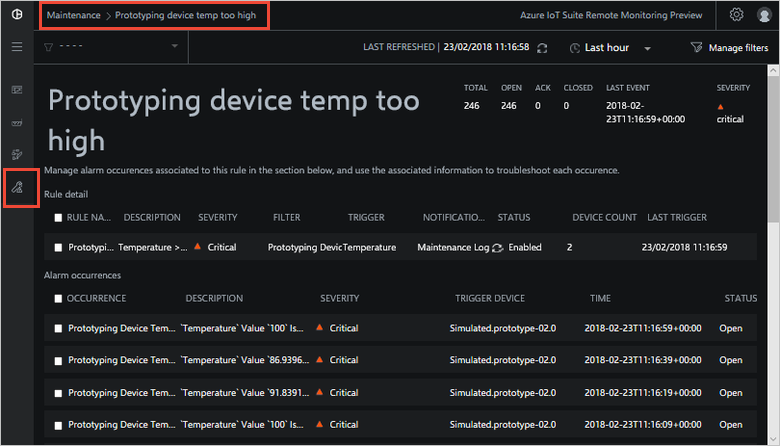 Maintenance > Prototyping device temp too high
Azure IoT Suite Remote Monitoring Preview
- - - -
LAST REFRESHED | 23/02/2018 11:16:58
Last hour
Manage filters
Prototyping device temp too
high
TOTAL OPEN ACK CLOSED LAST EVENT SEVERITY
246 246 0 0 2018-02-
23T11:16:59+00:00
critical
Manage alarm occurences associated to this rule in the section below, and use the associated information to troubleshoot each occurence.
Rule detail
RULE NA... DESCRIPTION SEVERITY FILTER TRIGGER NOTIFICATIO... STATUS DEVICE COUNT LAST TRIGGER
Prototypi... Temperature >... Critical Prototyping Devic Temperature Maintenance Log Enabled 2 23/02/2018 11:16:59
Alarm occurrences
OCCURRENCE DESCRIPTION SEVERITY TRIGGER DEVICE TIME STATUS
Prototyping Device Tem... `Temperature` Value `100` Is... Critical Simulated.prototype-02.0 2018-02-23T11:16:59+00:00 Open
Prototyping Device Tem... `Temperature` Value `86.9396... Critical Simulated.prototype-02.0 2018-02-23T11:16:39+00:00 Open
Prototyping Device Tem... `Temperature` Value `91.8391... Critical Simulated.prototype-02.0 2018-02-23T11:16:19+00:00 Open
Prototyping Device Tem... `Temperature` Value `100` Is... Critical Simulated.prototype-02.0 2018-02-23T11:16:09+00:00 Open